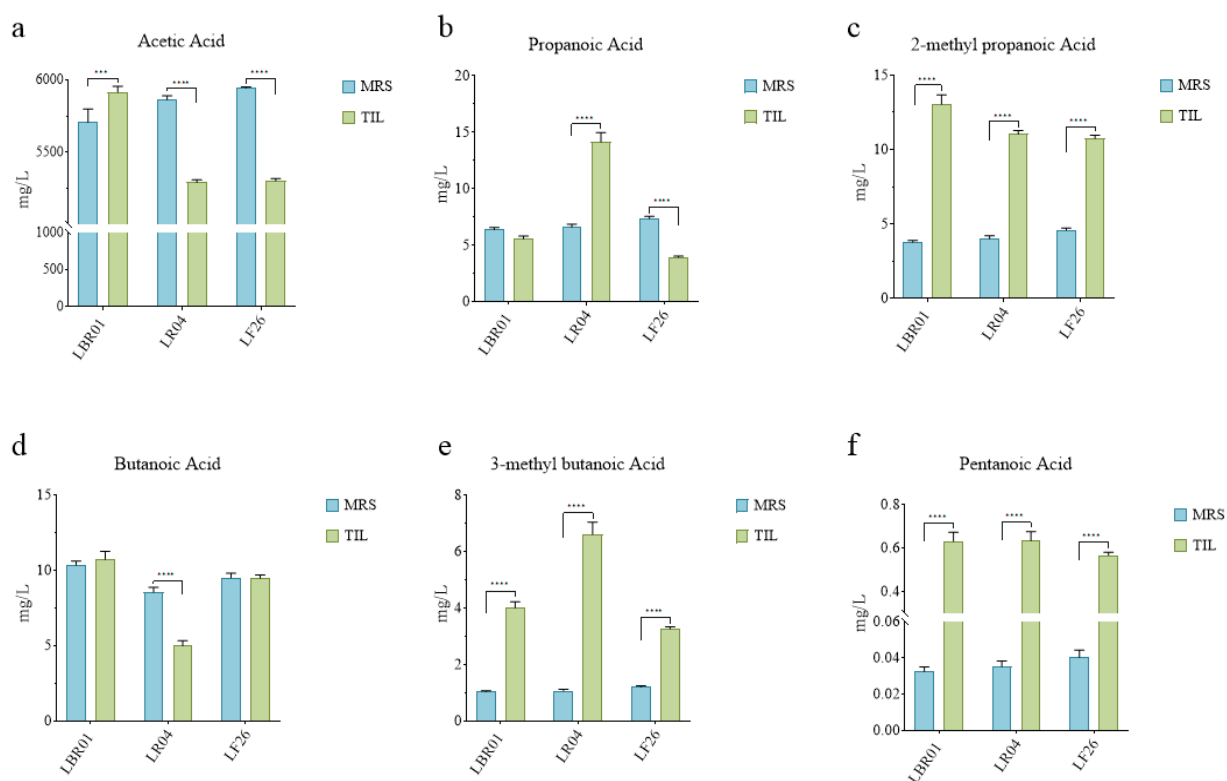 a
Acetic Acid
mg/L
6000
5500
1000
500
0
***
****
****
LBR01
LR04
LF26
MRS
TIL
b
Propanoic Acid
mg/L
20
15
10
5
0
****
****
LBR01
LR04
LF26
MRS
TIL
c
2-methyl propanoic Acid
mg/L
15
10
5
0
****
****
****
LBR01
LR04
LF26
MRS
TIL
d
Butanoic Acid
mg/L
15
10
5
0
****
LBR01
LR04
LF26
MRS
TIL
e
3-methyl butanoic Acid
mg/L
8
6
4
2
0
****
****
****
LBR01
LR04
LF26
MRS
TIL
f
Pentanoic Acid
mg/L
0.8
0.6
0.4
0.06
0.04
0.02
0.00
****
****
****
LBR01
LR04
LF26
MRS
TIL